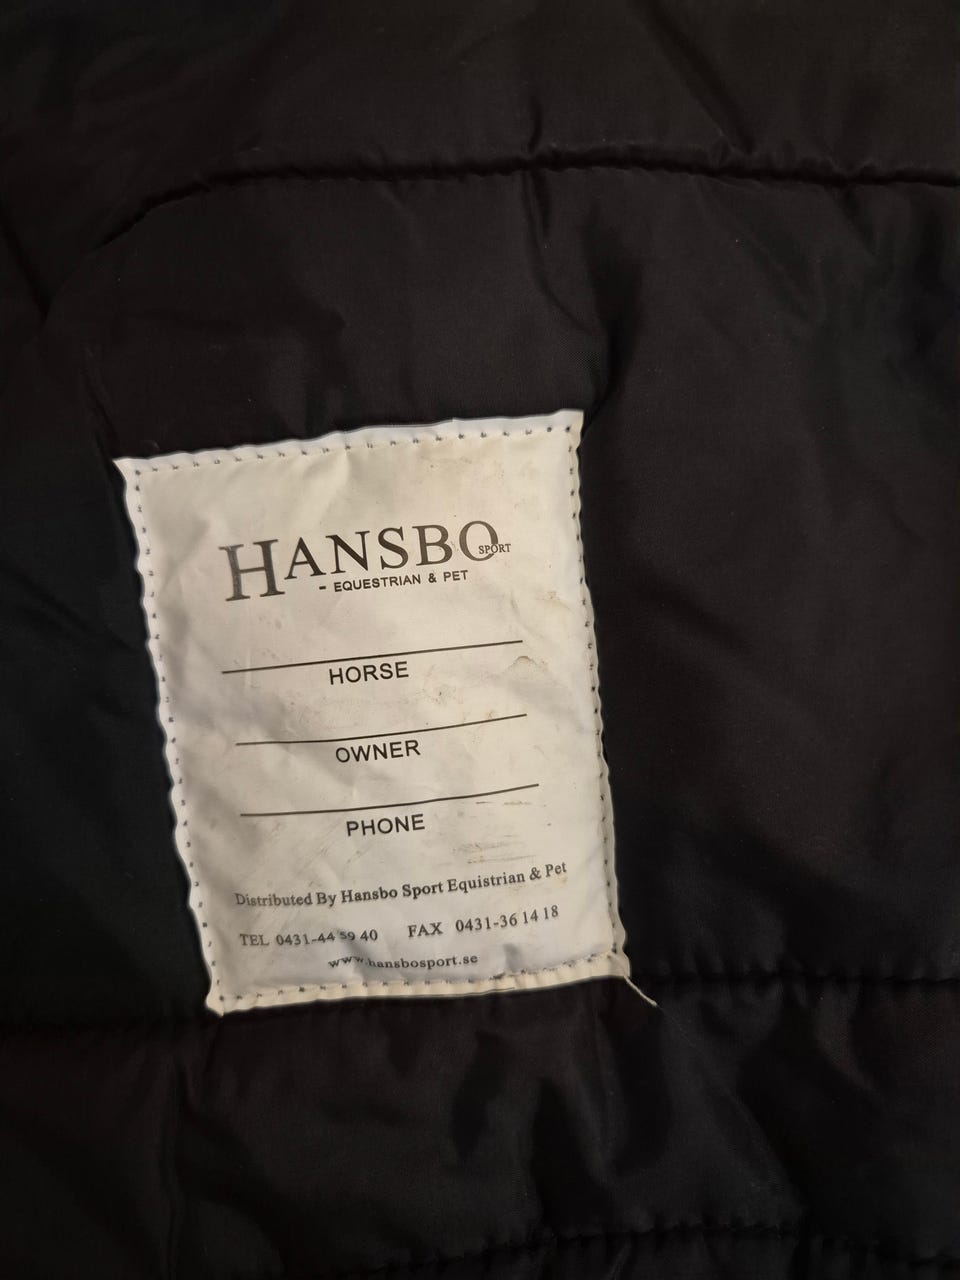 HANSBO SPORT
- EQUESTRIAN & PET
HORSE
OWNER
PHONE
Distributed By Hansbo Sport Equistrian & Pet
TEL 0431-44 59 40 FAX 0431-36 14 18
www.hansbosport.se